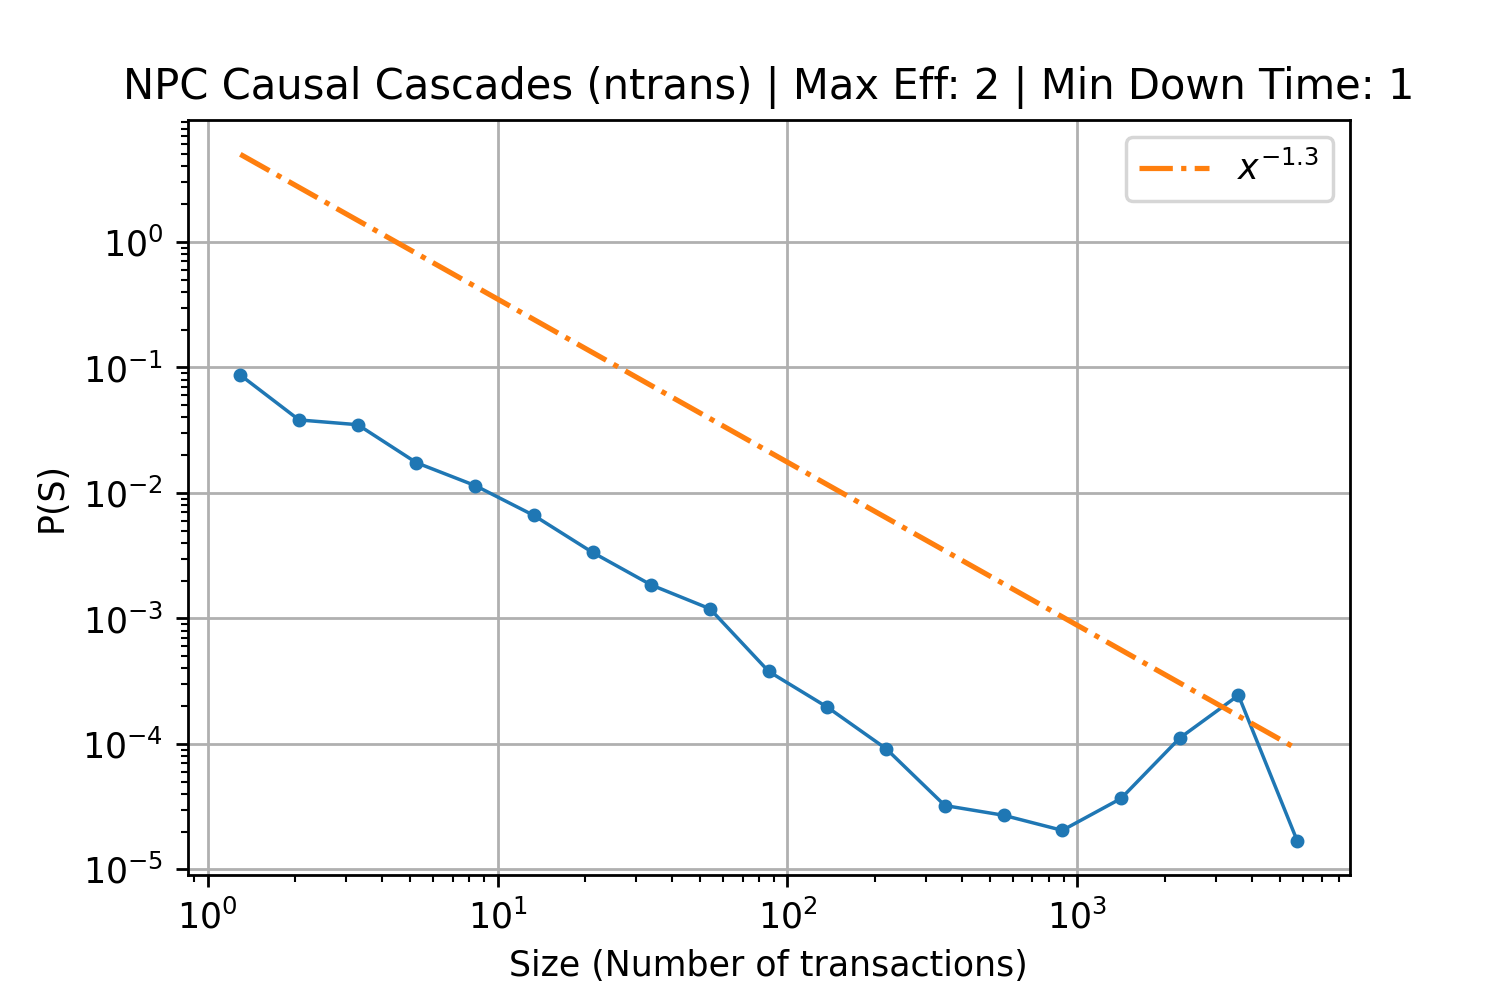 NPC Causal Cascades (ntrans) | Max Eff: 2 | Min Down Time: 1
x⁻¹·³
10⁰
10⁻¹
10⁻²
10⁻³
10⁻⁴
10⁻⁵
P(S)
10⁰ 10¹ 10² 10³
Size (Number of transactions)